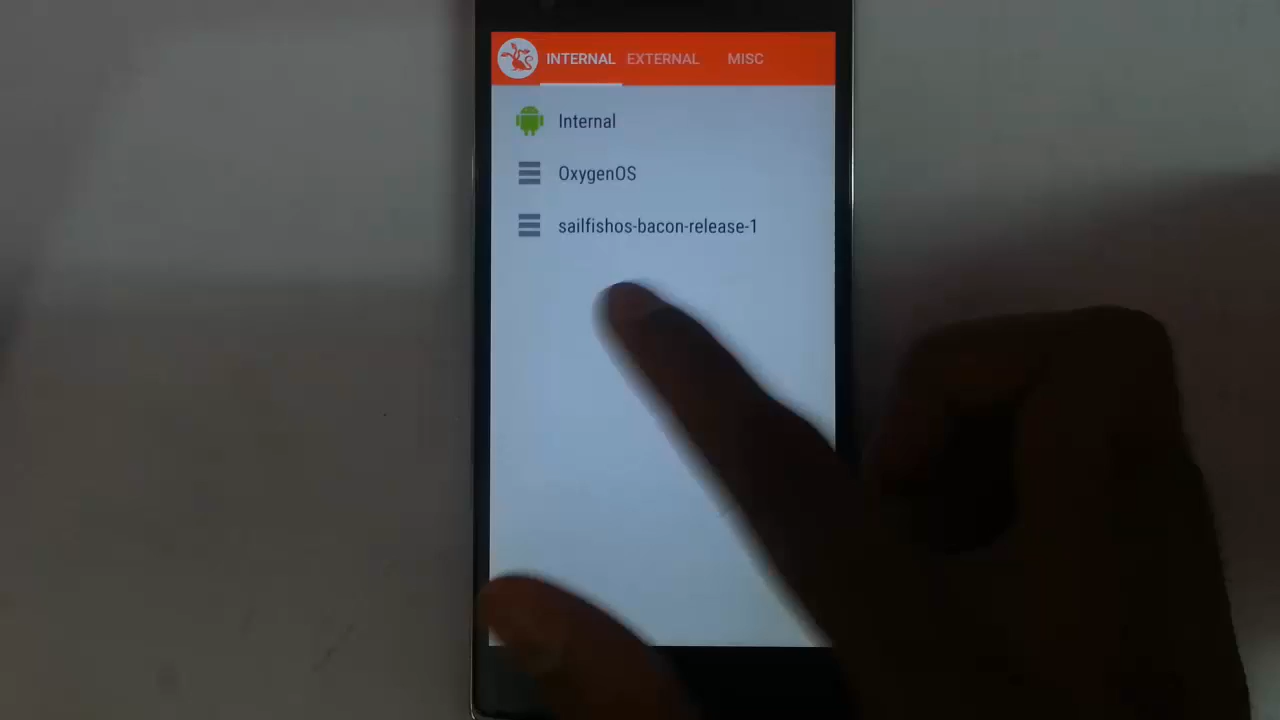 INTERNAL EXTERNAL MISC
Internal
OxygenOS
sailfishos-bacon-release-1